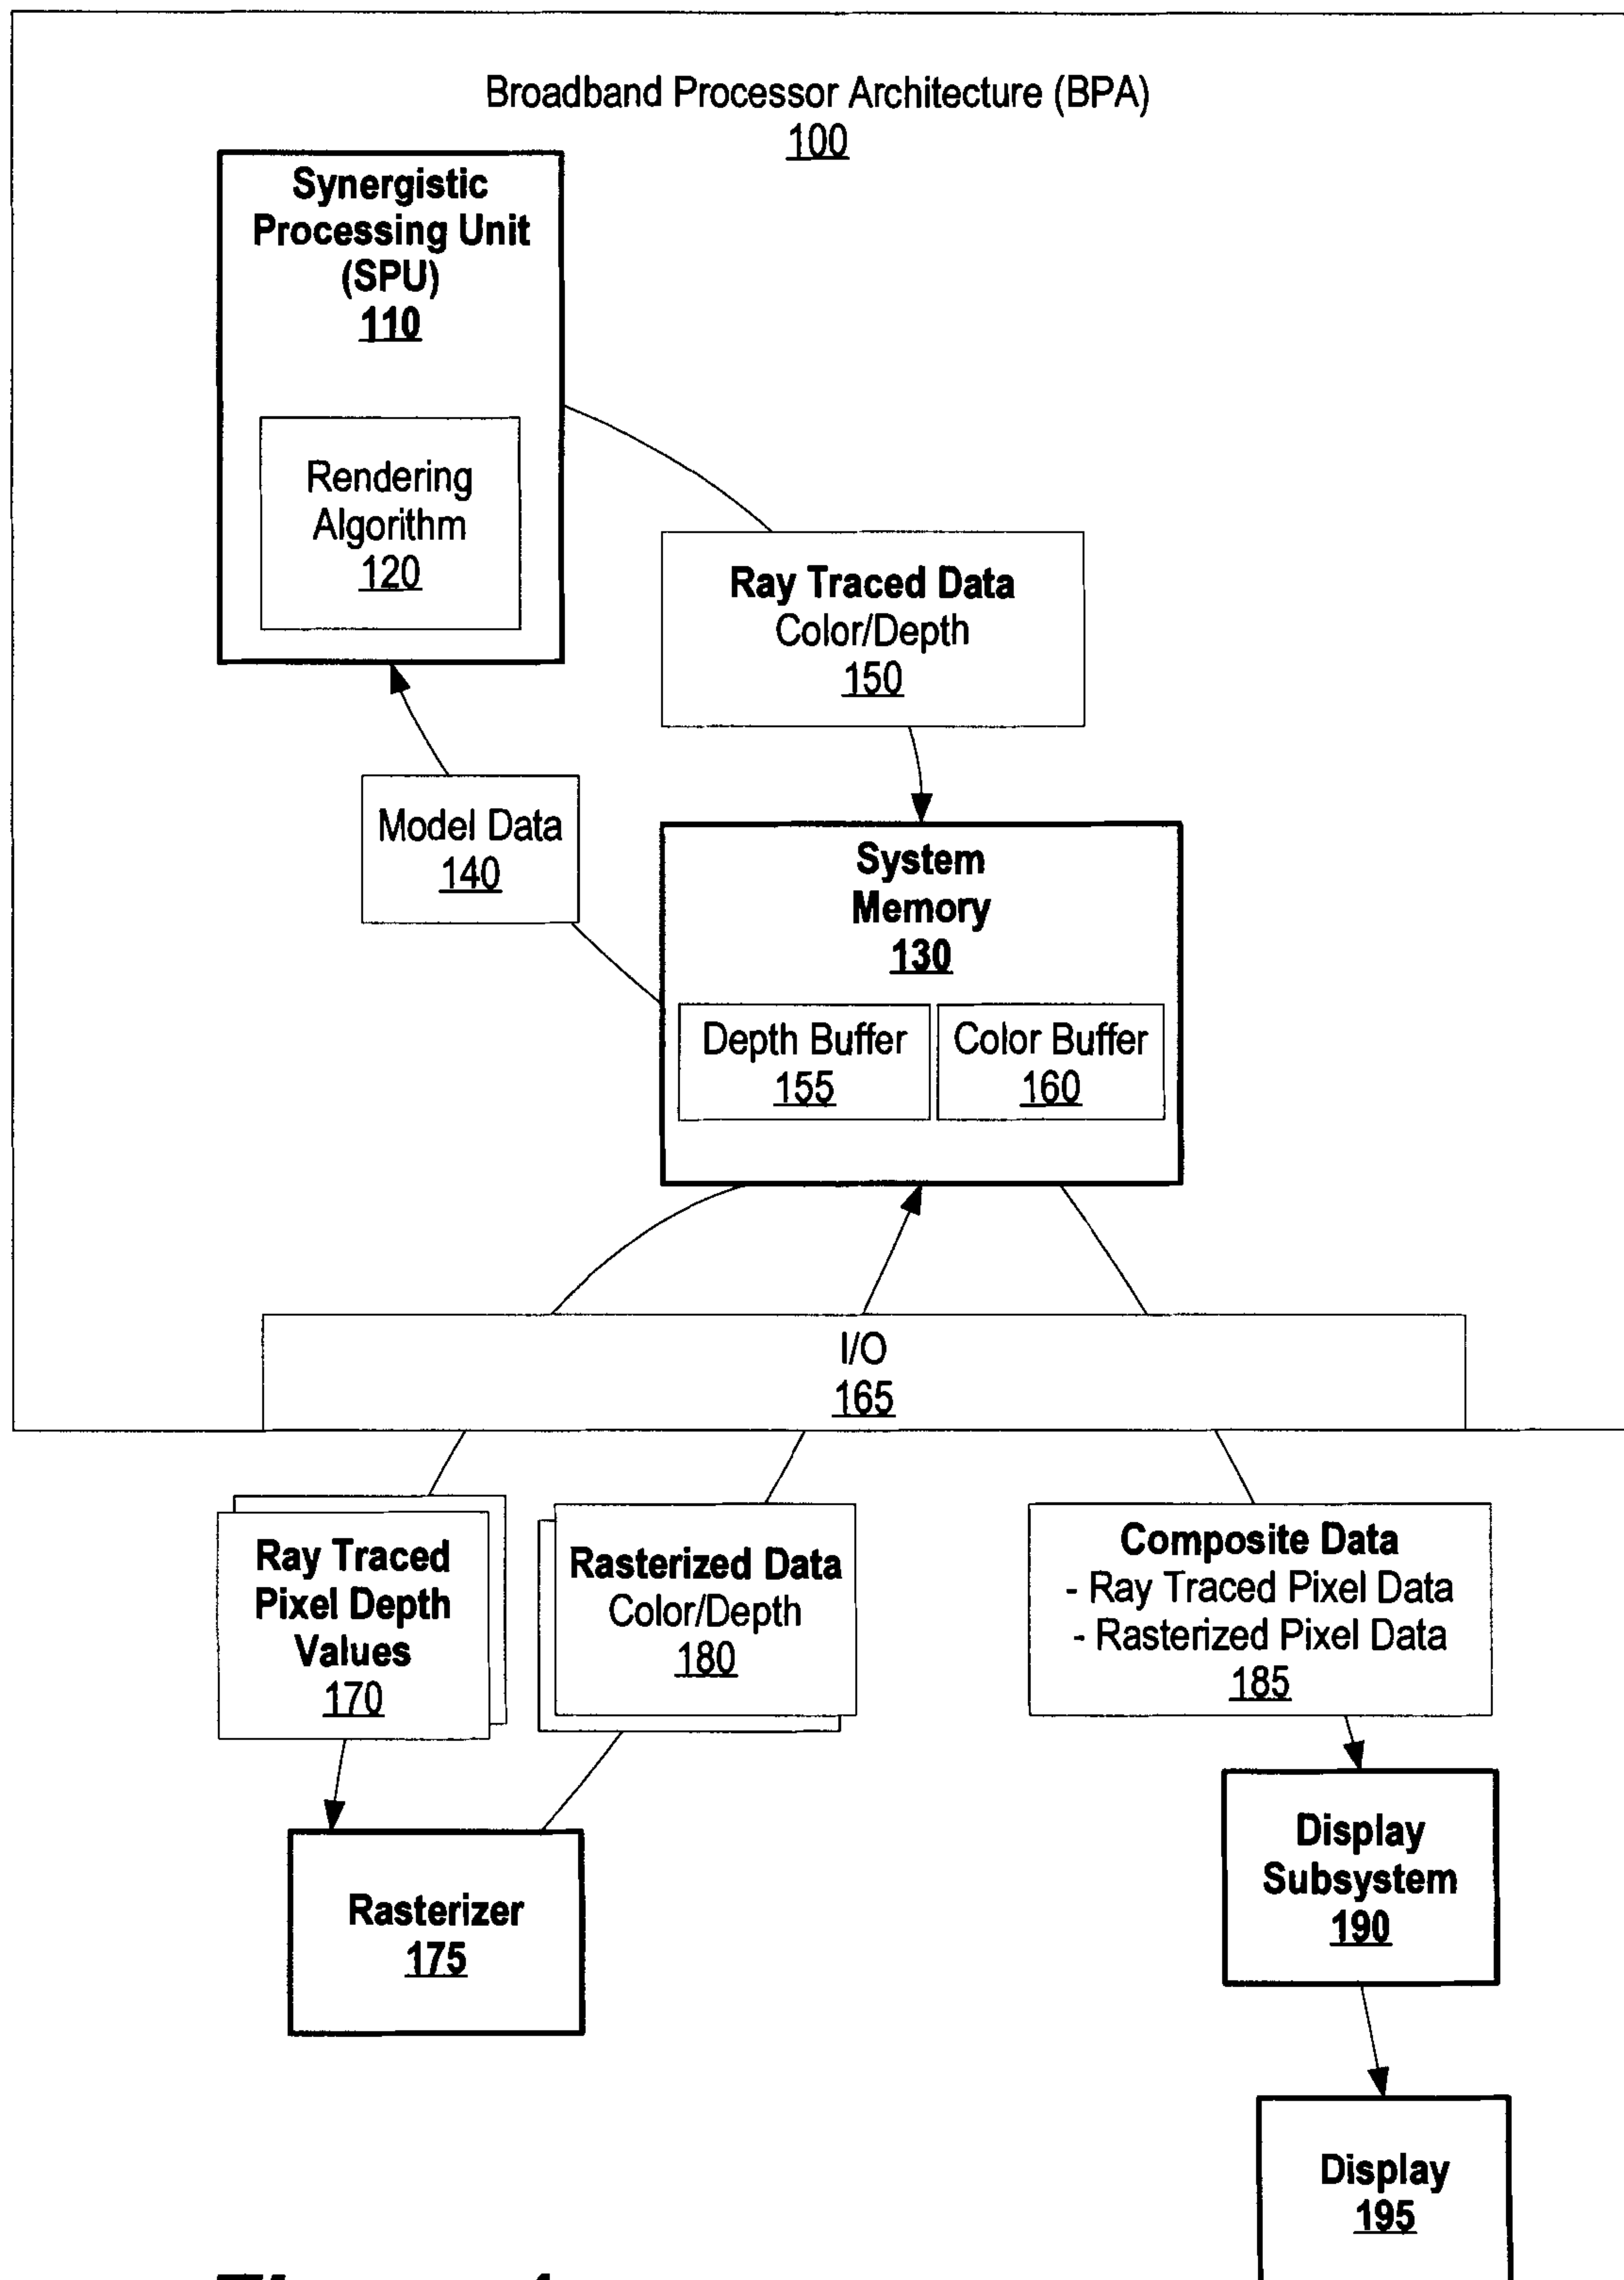 Broadband Processor Architecture (BPA)
100
Synergistic
Processing Unit
(SPU)
110
Rendering
Algorithm
120
Ray Traced Data
Color/Depth
150
Model Data
140
System
Memory
130
Depth Buffer
155
Color Buffer
160
I/O
165
Ray Traced
Pixel Depth
Values
170
Rasterized Data
Color/Depth
180
Composite Data
- Ray Traced Pixel Data
- Rasterized Pixel Data
185
Rasterizer
175
Display
Subsystem
190
Display
195